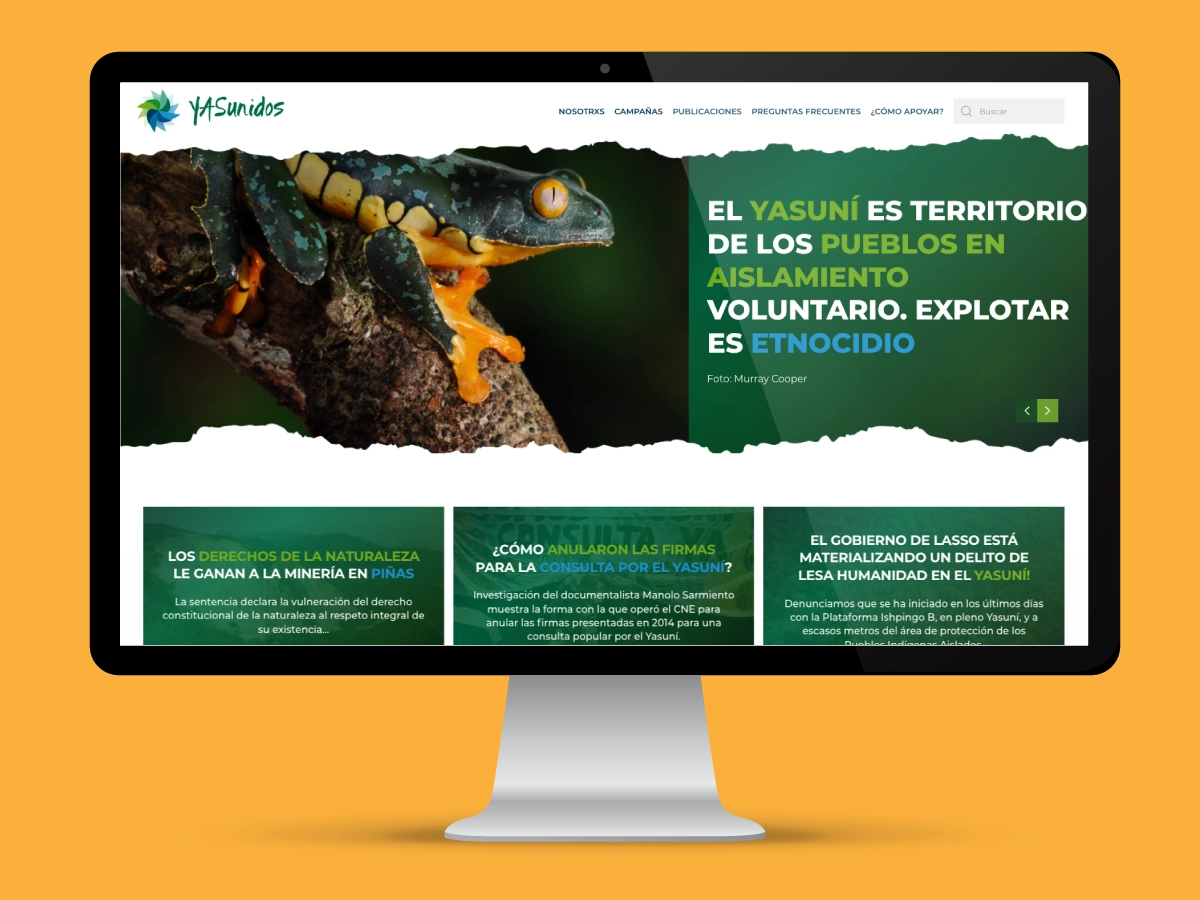 YASunidos
NOSOTRXS CAMPAÑAS PUBLICACIONES PREGUNTAS FRECUENTES ¿CÓMO APOYAR? Buscar
EL YASUNÍ ES TERRITORIO
DE LOS PUEBLOS EN
AISLAMIENTO
VOLUNTARIO. EXPLOTAR
ES ETNOCIDIO
Foto: Murray Cooper
LOS DERECHOS DE LA NATURALEZA
LE GANAN A LA MINERÍA EN PIÑAS
La sentencia declara la vulneración del derecho
constitucional de la naturaleza al respeto integral de
su existencia...
CONSULTA YA
¿CÓMO ANULARON LAS FIRMAS
PARA LA CONSULTA POR EL YASUNÍ?
Investigación del documentalista Manolo Sarmiento
muestra la forma con la que operó el CNE para
anular las firmas presentadas en 2014 para una
consulta popular por el Yasuní.
EL GOBIERNO DE LASSO ESTÁ
MATERIALIZANDO UN DELITO DE
LESA HUMANIDAD EN EL YASUNÍ!
Denunciamos que se ha iniciado en los últimos días
con la Plataforma Ishpingo B, en pleno Yasuní, y a
escasos metros del área de protección de los
Pueblos Indígenas Aislados